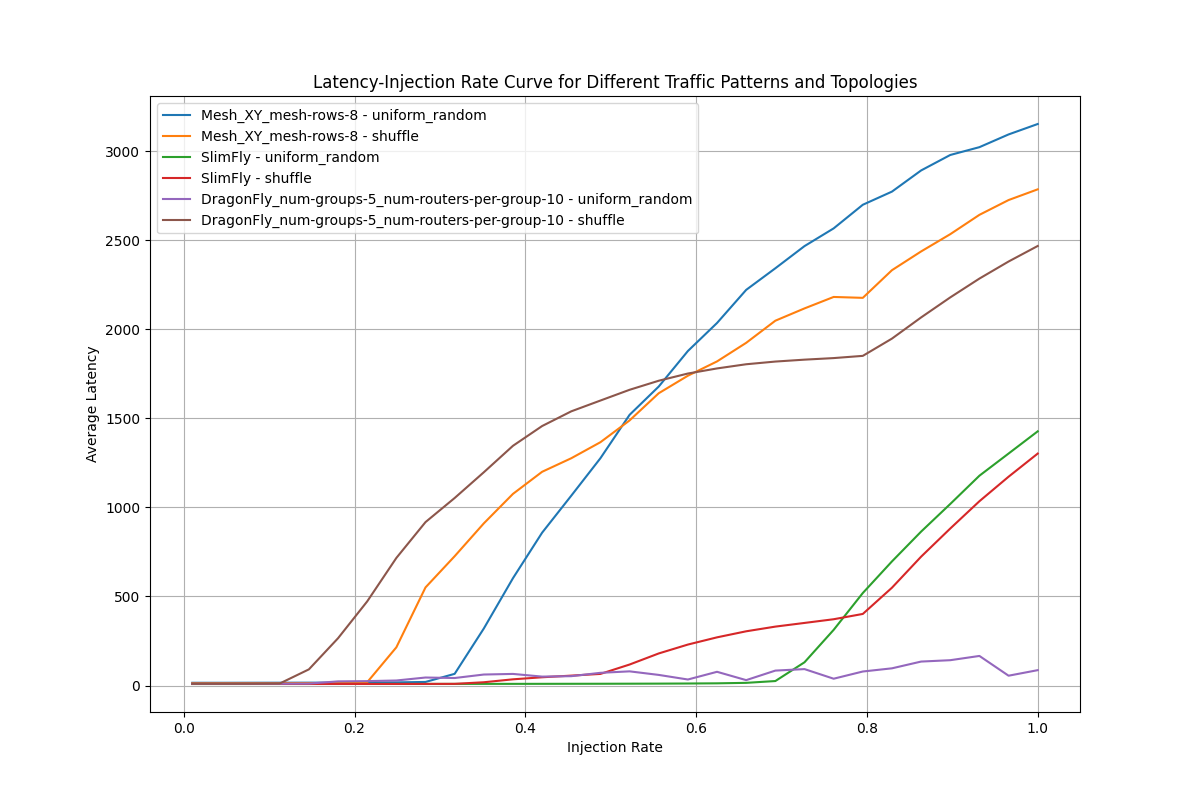 Latency-Injection Rate Curve for Different Traffic Patterns and Topologies
Mesh_XY_mesh-rows-8 - uniform_random
Mesh_XY_mesh-rows-8 - shuffle
SlimFly - uniform_random
SlimFly - shuffle
DragonFly_num-groups-5_num-routers-per-group-10 - uniform_random
DragonFly_num-groups-5_num-routers-per-group-10 - shuffle
Average Latency
3000
2500
2000
1500
1000
500
0
0.0
0.2
0.4
0.6
0.8
1.0
Injection Rate